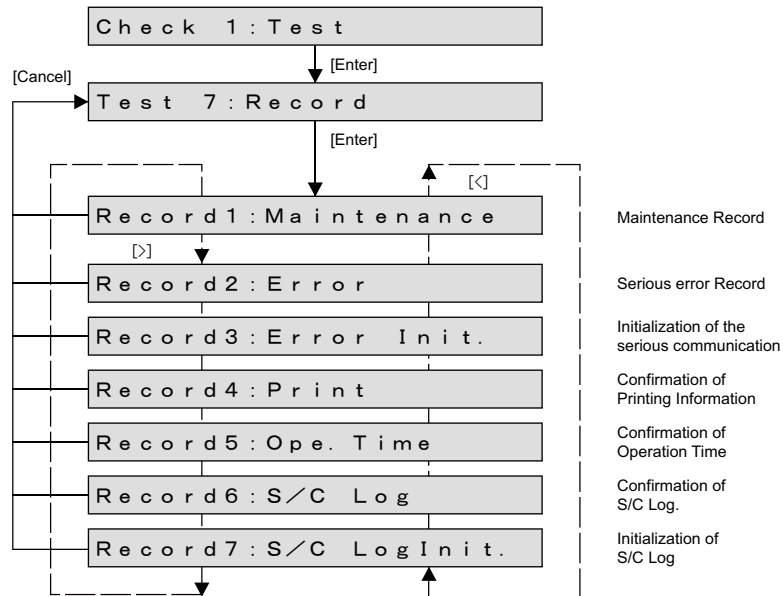 Check 1:Test
[Enter]
[Cancel]
Test 7:Record
[Enter]
[<]
Record1:Maintenance
Maintenance Record
[>]
Record2:Error
Serious error Record
Record3:Error Init.
Initialization of the
serious communication
Record4:Print
Confirmation of
Printing Information
Record5:Ope. Time
Confirmation of
Operation Time
Record6:S/C Log
Confirmation of
S/C Log.
Record7:S/C LogInit.
Initialization of
S/C Log